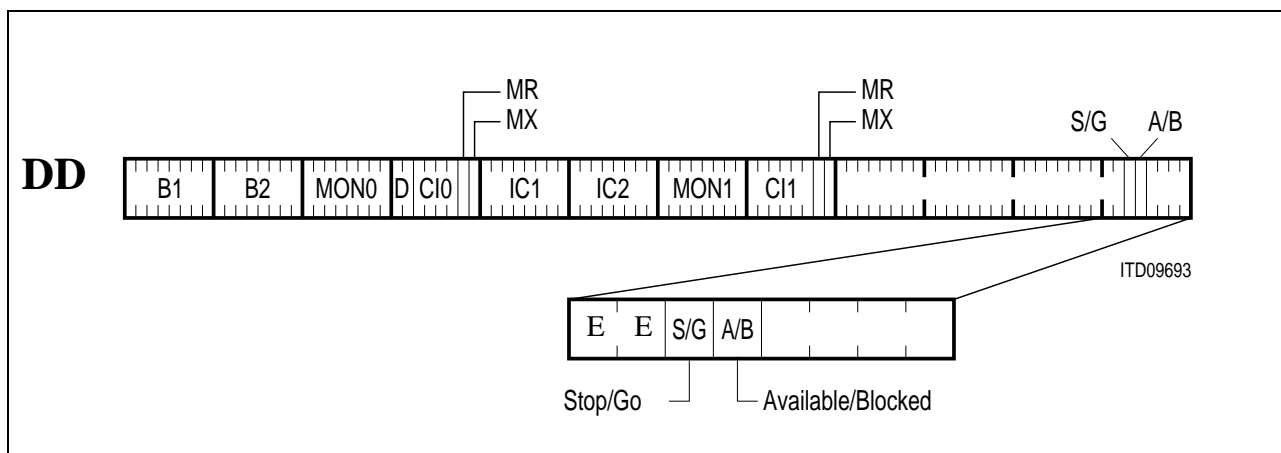 MR MR
MX MX S/G A/B
DD B1 B2 MON0 D CI0 IC1 IC2 MON1 CI1
ITD09693
E E S/G A/B
Stop/Go Available/Blocked